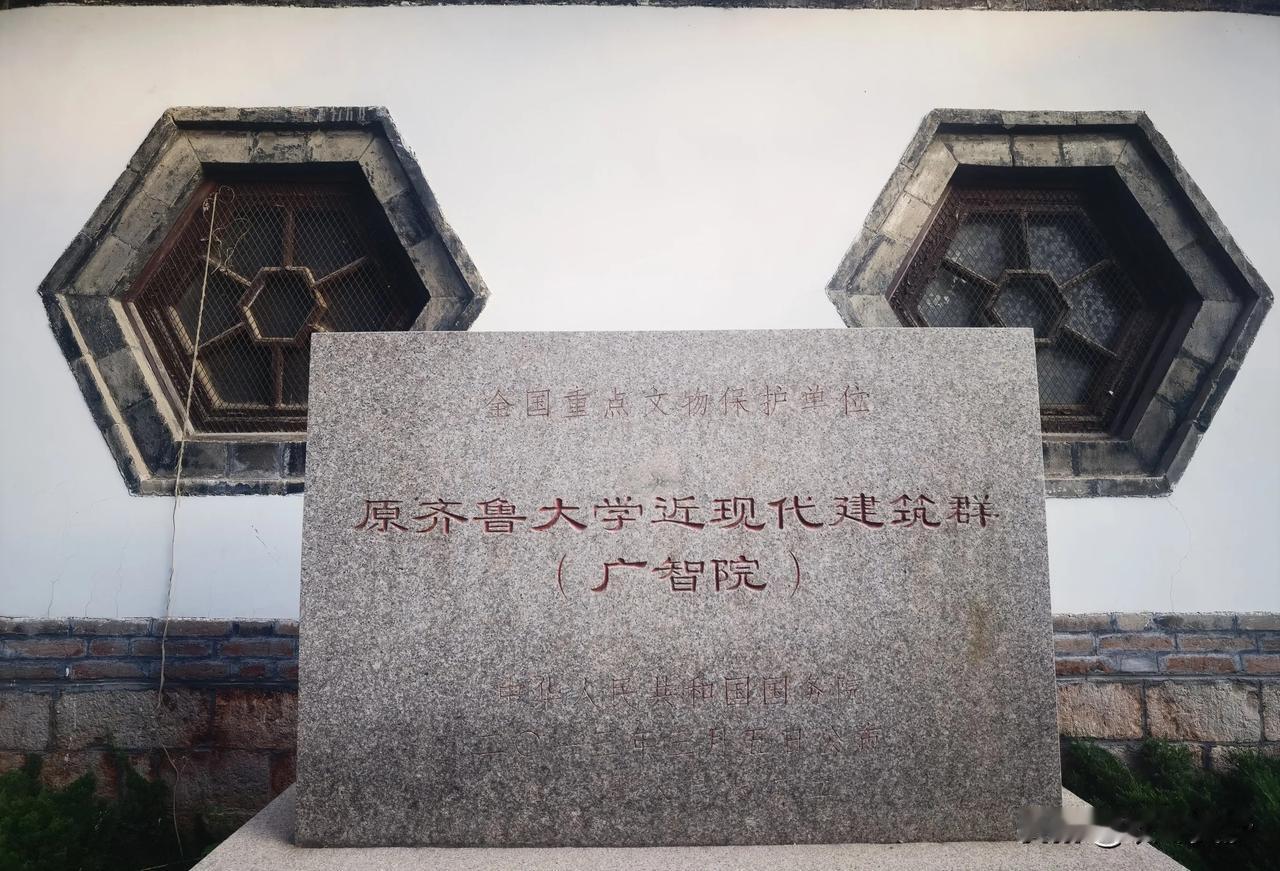 全国重点文物保护单位
原齐鲁大学近现代建筑群
（广智院）
中华人民共和国国务院
二〇一三年三月五日公布